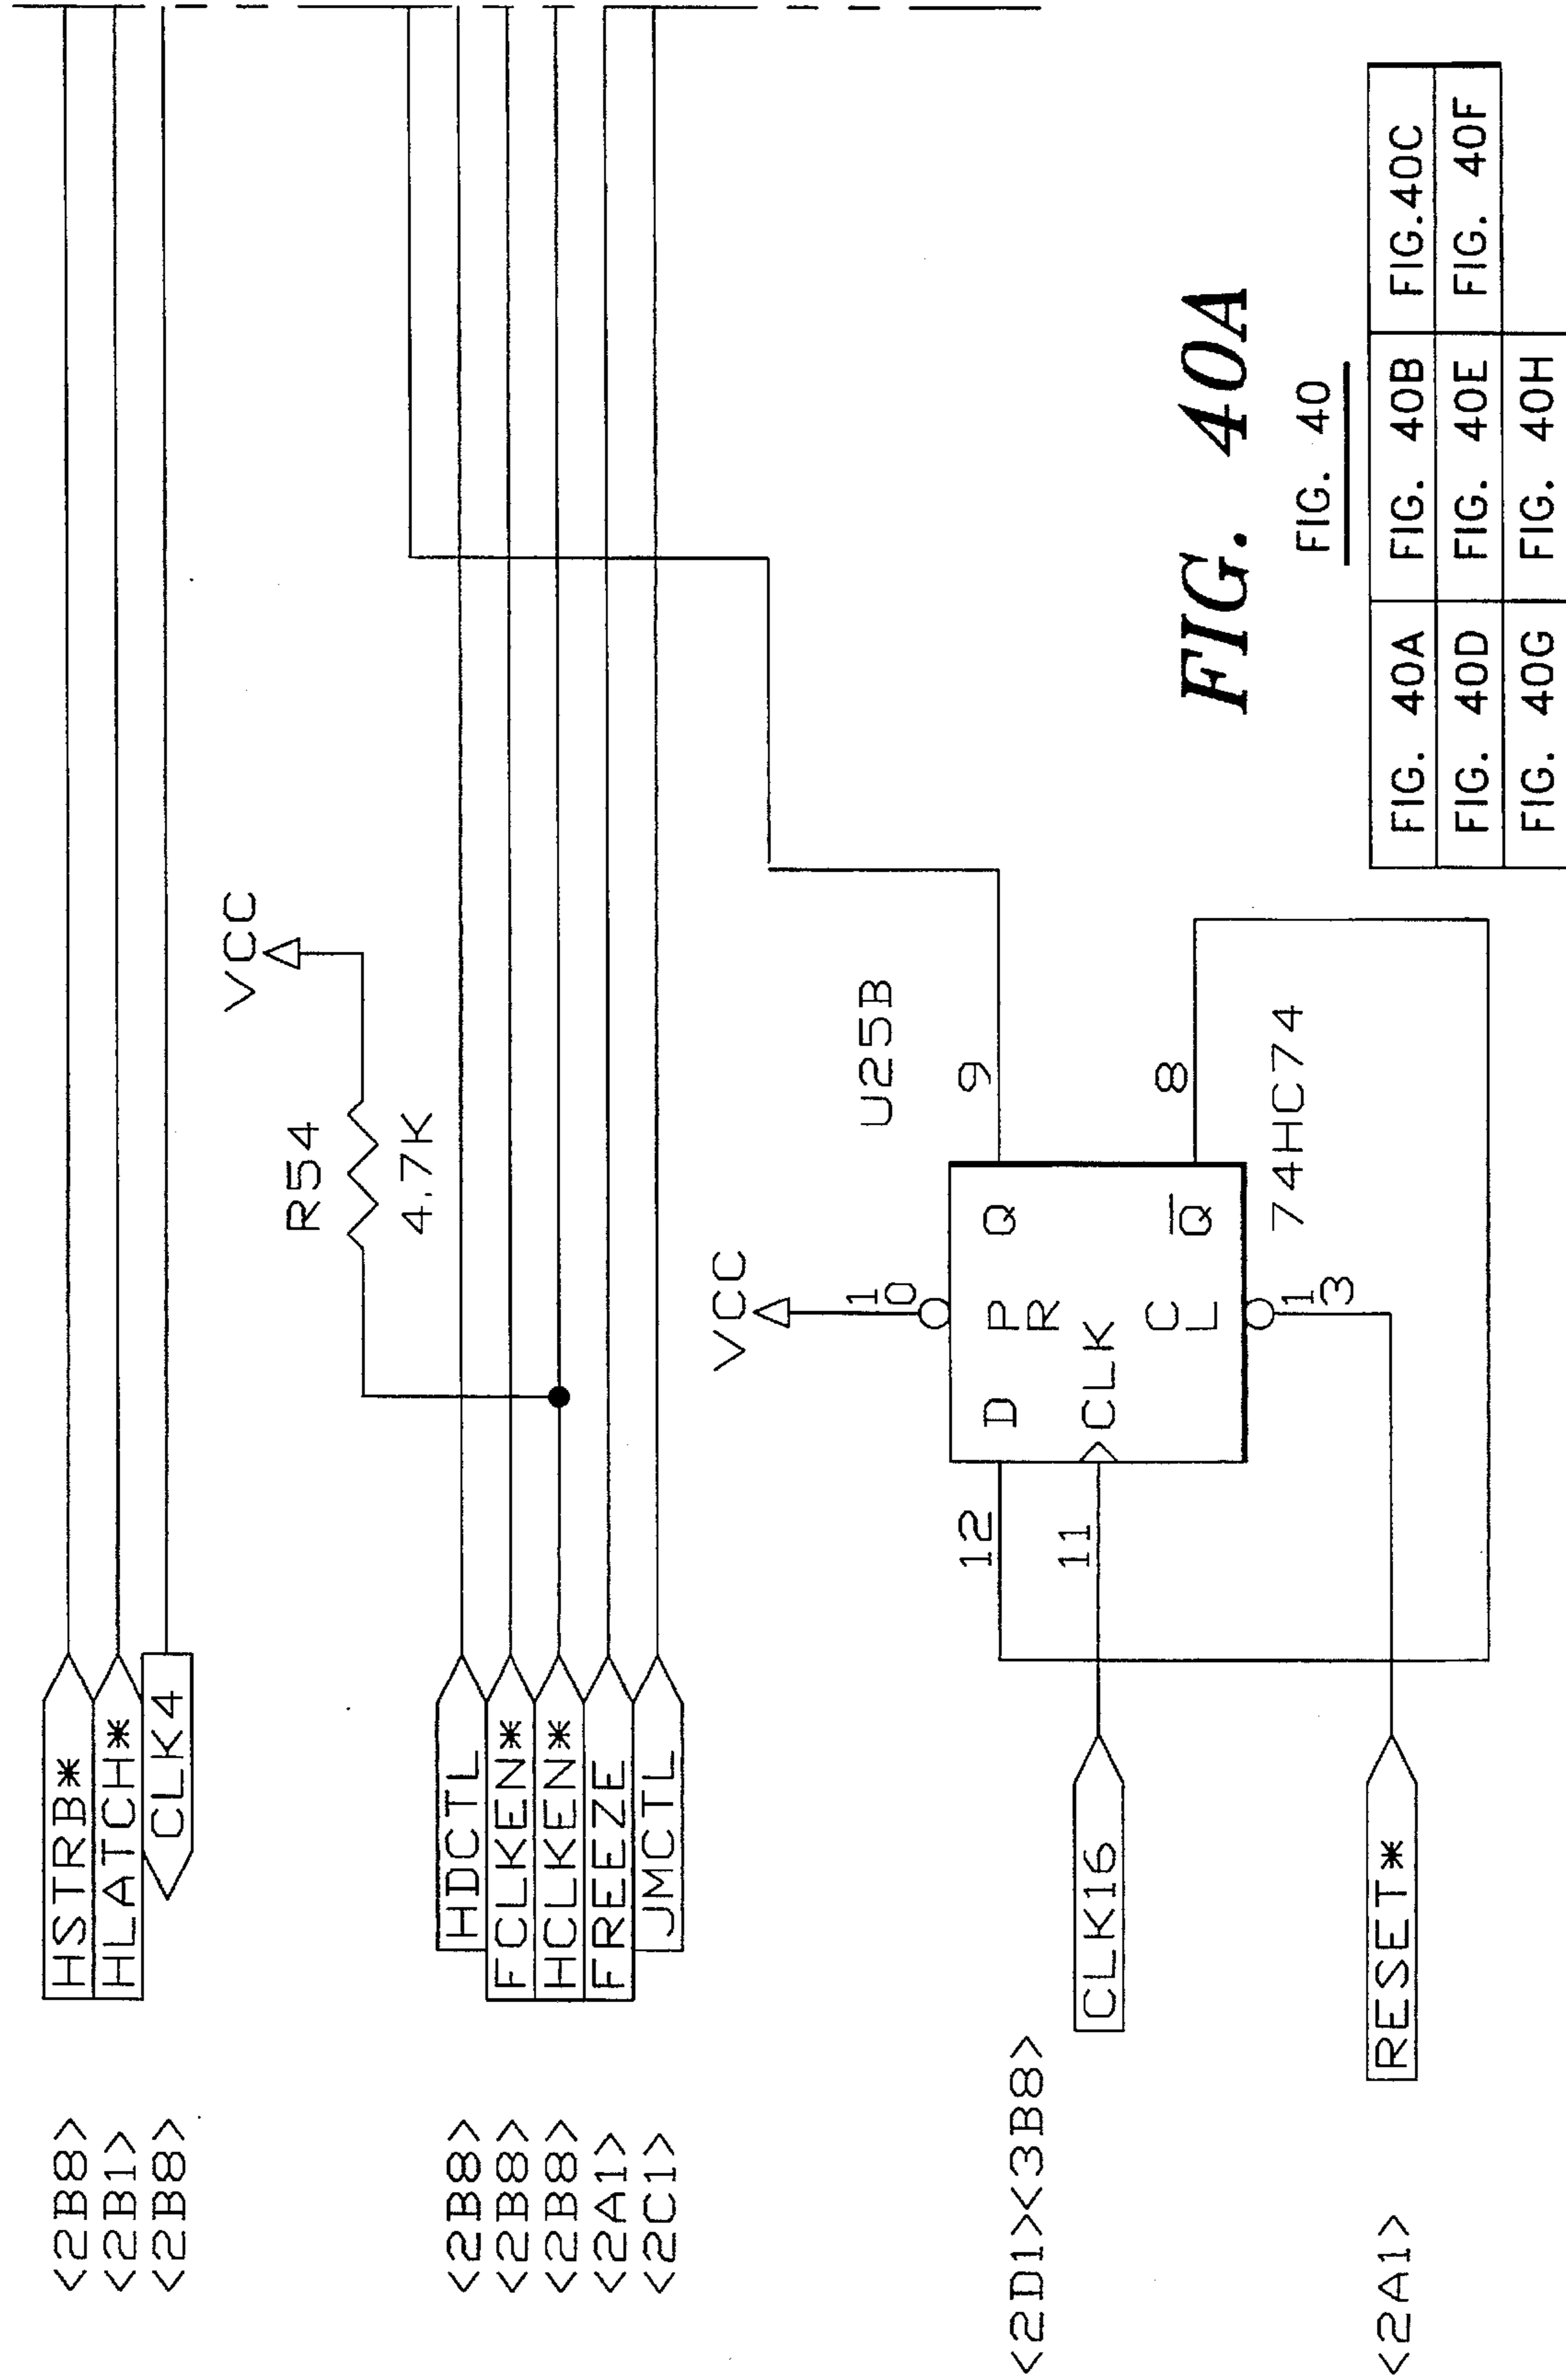 <2B8> HSTRB*
<2B1> HLATCH*
<2B8> CLK4
VCC
R54
4.7K
<2B8> HDCTL
<2B8> FCLKEN*
<2B8> HCLKEN*
<2A1> FREEZE
<2C1> JMCTL
VCC
U25B
10
12 D PR Q 9
<2D1><3B8> CLK16 11 CLK
CL Q̅ 8
13
74HC74
<2A1> RESET*
FIG. 40A
FIG. 40
FIG. 40A FIG. 40B FIG.40C
FIG. 40D FIG. 40E FIG. 40F
FIG. 40G FIG. 40H